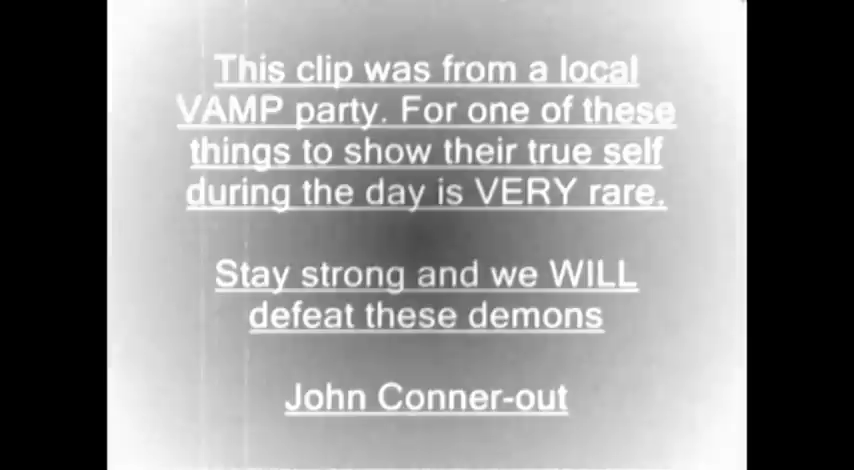 This clip was from a local
VAMP party. For one of these
things to show their true self
during the day is VERY rare.
Stay strong and we WILL
defeat these demons
John Conner-out